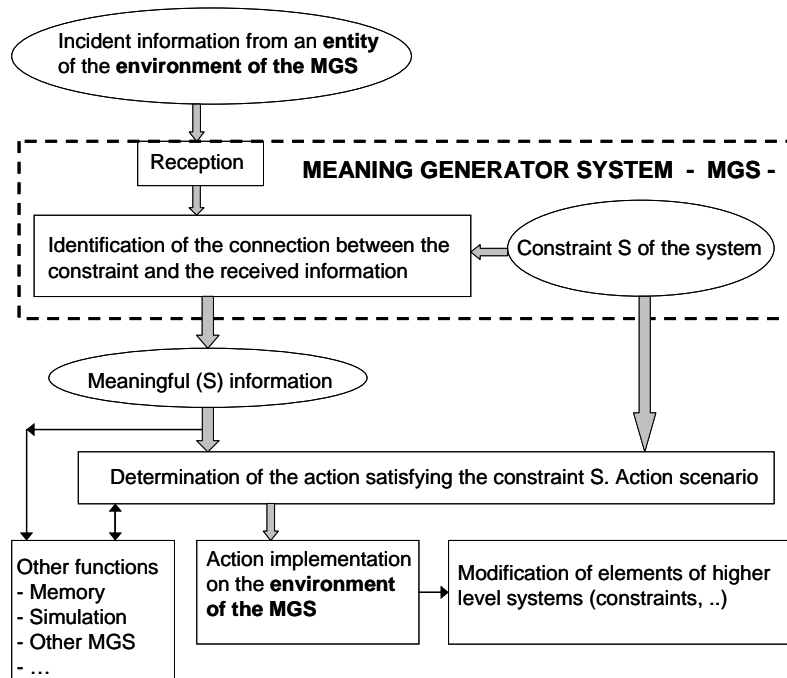 Incident information from an entity
of the environment of the MGS
Reception
MEANING GENERATOR SYSTEM - MGS -
Identification of the connection between the
constraint and the received information
Constraint S of the system
Meaningful (S) information
Determination of the action satisfying the constraint S. Action scenario
Other functions
- Memory
- Simulation
- Other MGS
- …
Action implementation
on the environment
of the MGS
Modification of elements of higher
level systems (constraints, ..)